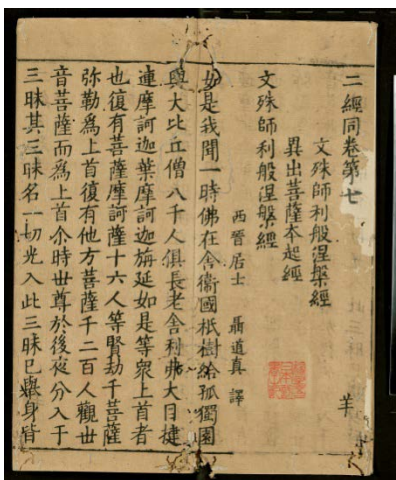 二經同卷第七 羊
文殊師利般涅槃經
異出菩薩本起經
文殊師利般涅槃經
西晉居士 聶道真 譯
如是我聞一時佛在舍衛國祇樹給孤獨園
與大比丘僧八千人俱長老舍利弗大目揵
連摩訶迦葉摩訶迦旃延如是等衆上首者
也復有菩薩摩訶薩十六人等賢劫千菩薩
弥勒為上首復有他方菩薩千二百人觀世
音菩薩而為上首尒時世尊於後夜分入于
三昧其三昧名一切光入此三昧已舉身皆